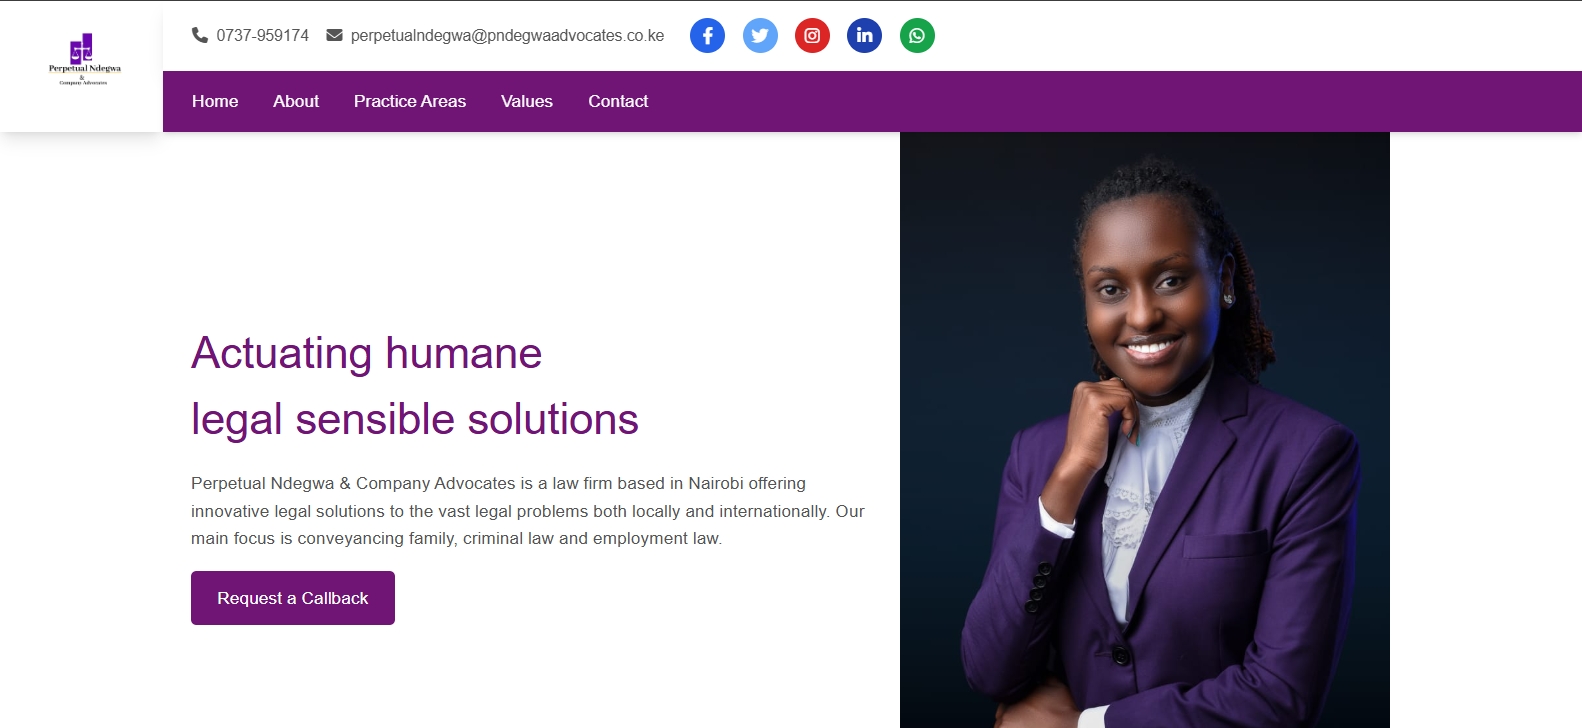 Perpetual Ndegwa
&
Company Advocates
0737-959174
perpetualndegwa@pndegwaadvocates.co.ke
Home
About
Practice Areas
Values
Contact
Actuating humane
legal sensible solutions
Perpetual Ndegwa & Company Advocates is a law firm based in Nairobi offering
innovative legal solutions to the vast legal problems both locally and internationally. Our
main focus is conveyancing family, criminal law and employment law.
Request a Callback